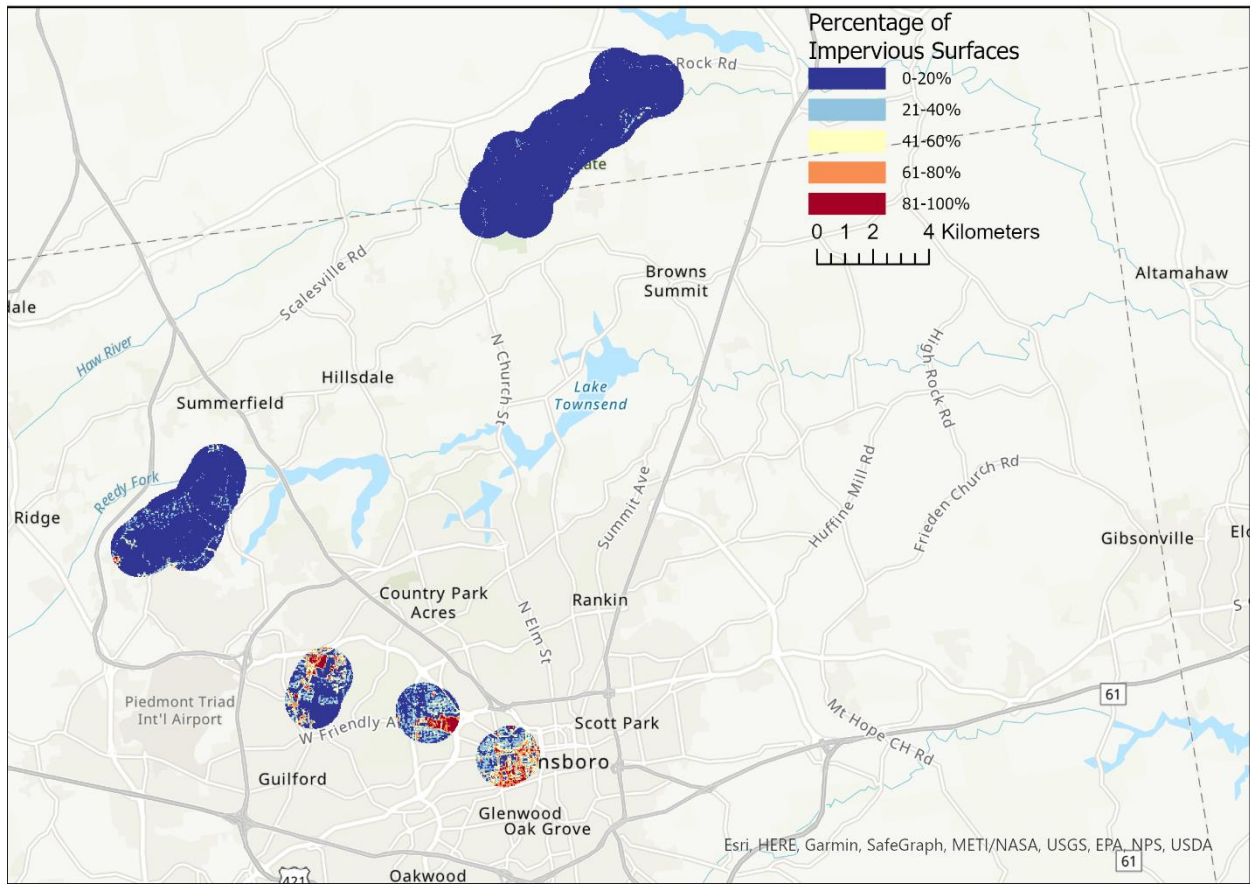 Percentage of
Impervious Surfaces
0-20%
21-40%
41-60%
61-80%
81-100%
0 1 2 4 Kilometers
Rock Rd
ate
Scalesville Rd
Browns
Summit
Altamahaw
dale
Haw River
N Church St
High Rock Rd
Hillsdale
Lake
Townsend
Summerfield
Reedy Fork
Ridge
Summit Ave
Huffine Mill Rd
Frieden Church Rd
Gibsonville
Country Park
Acres
Rankin
N Elm St
S
61
Piedmont Triad
Int'l Airport
W Friendly A
Scott Park
Mt Hope CH Rd
nsboro
Guilford
Glenwood
Oak Grove
Esri, HERE, Garmin, SafeGraph, METI/NASA, USGS, EPA, NPS, USDA
61
421
Oakwood